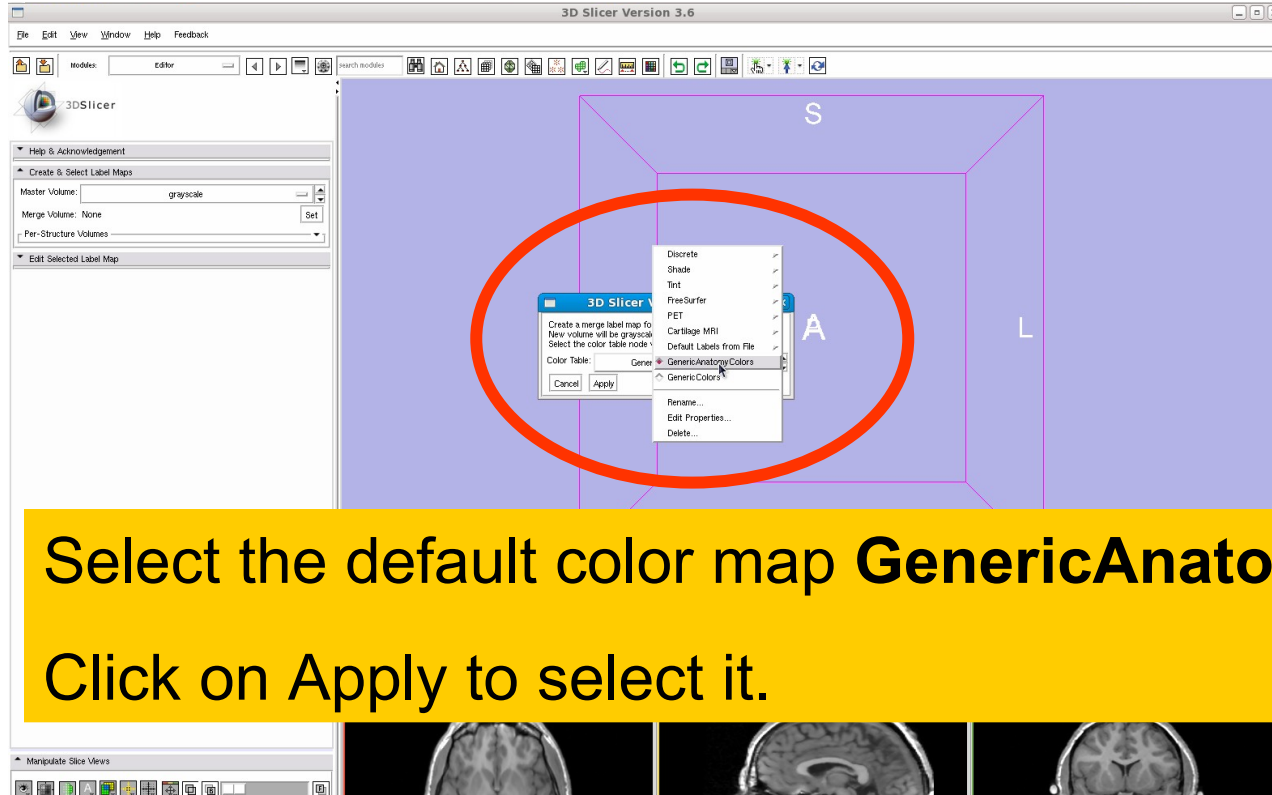 3D Slicer Version 3.6
File Edit View Window Help Feedback
Modules: Editor search modules
3DSlicer
Help & Acknowledgement
Create & Select Label Maps
Master Volume: grayscale
Merge Volume: None Set
Per-Structure Volumes
Edit Selected Label Map
S
A
L
3D Slicer
Create a merge label map fo
New volume will be grayscal
Select the color table node
Color Table: Gener
Cancel Apply
Discrete
Shade
Tint
FreeSurfer
PET
Cartilage MRI
Default Labels from File
GenericAnatomyColors
GenericColors
Rename...
Edit Properties...
Delete...
Select the default color map GenericAnato
Click on Apply to select it.
Manipulate Slice Views